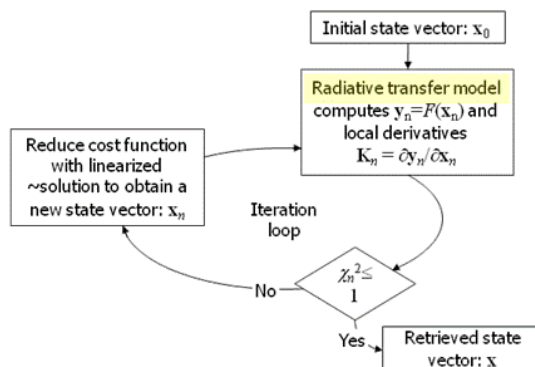 Initial state vector: x₀
Radiative transfer model
computes yₙ=F(xₙ) and
local derivatives
Kₙ = ∂yₙ/∂xₙ
Reduce cost function
with linearized
~solution to obtain a
new state vector: xₙ
Iteration
loop
χₙ² ≤
1
No
Yes
Retrieved state
vector: x